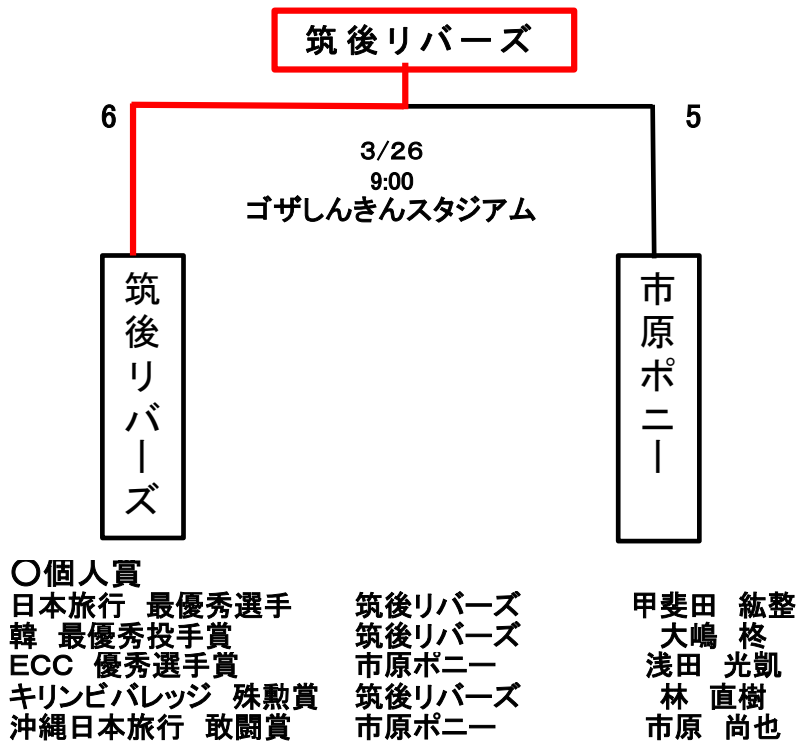 筑後リバーズ
6
5
3/26
9:00
ゴザしんきんスタジアム
筑後リバーズ
市原ポニー
〇個人賞
日本旅行 最優秀選手 筑後リバーズ 甲斐田 紘整
韓 最優秀投手賞 筑後リバーズ 大嶋 柊
ECC 優秀選手賞 市原ポニー 浅田 光凱
キリンビバレッジ 殊勲賞 筑後リバーズ 林 直樹
沖縄日本旅行 敢闘賞 市原ポニー 市原 尚也